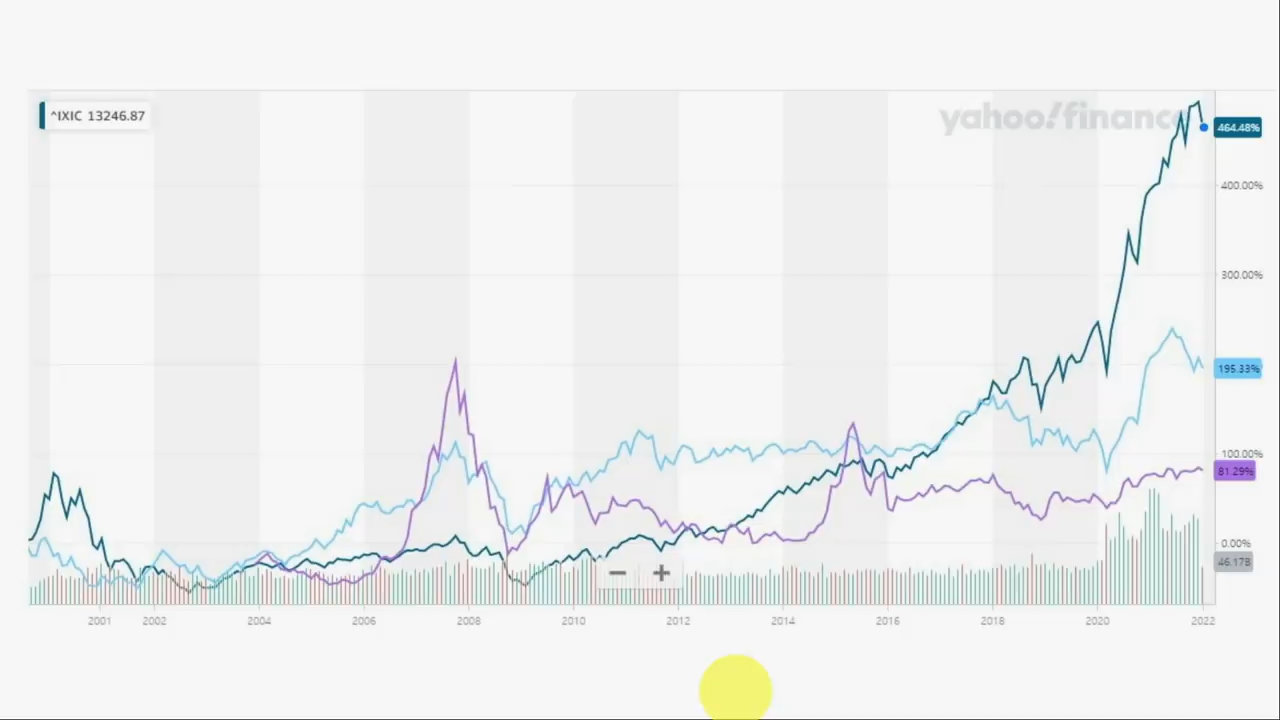 ^IXIC 13246.87
yahoo!finance
464.48%
400.00%
300.00%
195.33%
100.00%
81.29%
0.00%
46.17B
2001 2002 2004 2006 2008 2010 2012 2014 2016 2018 2020 2022